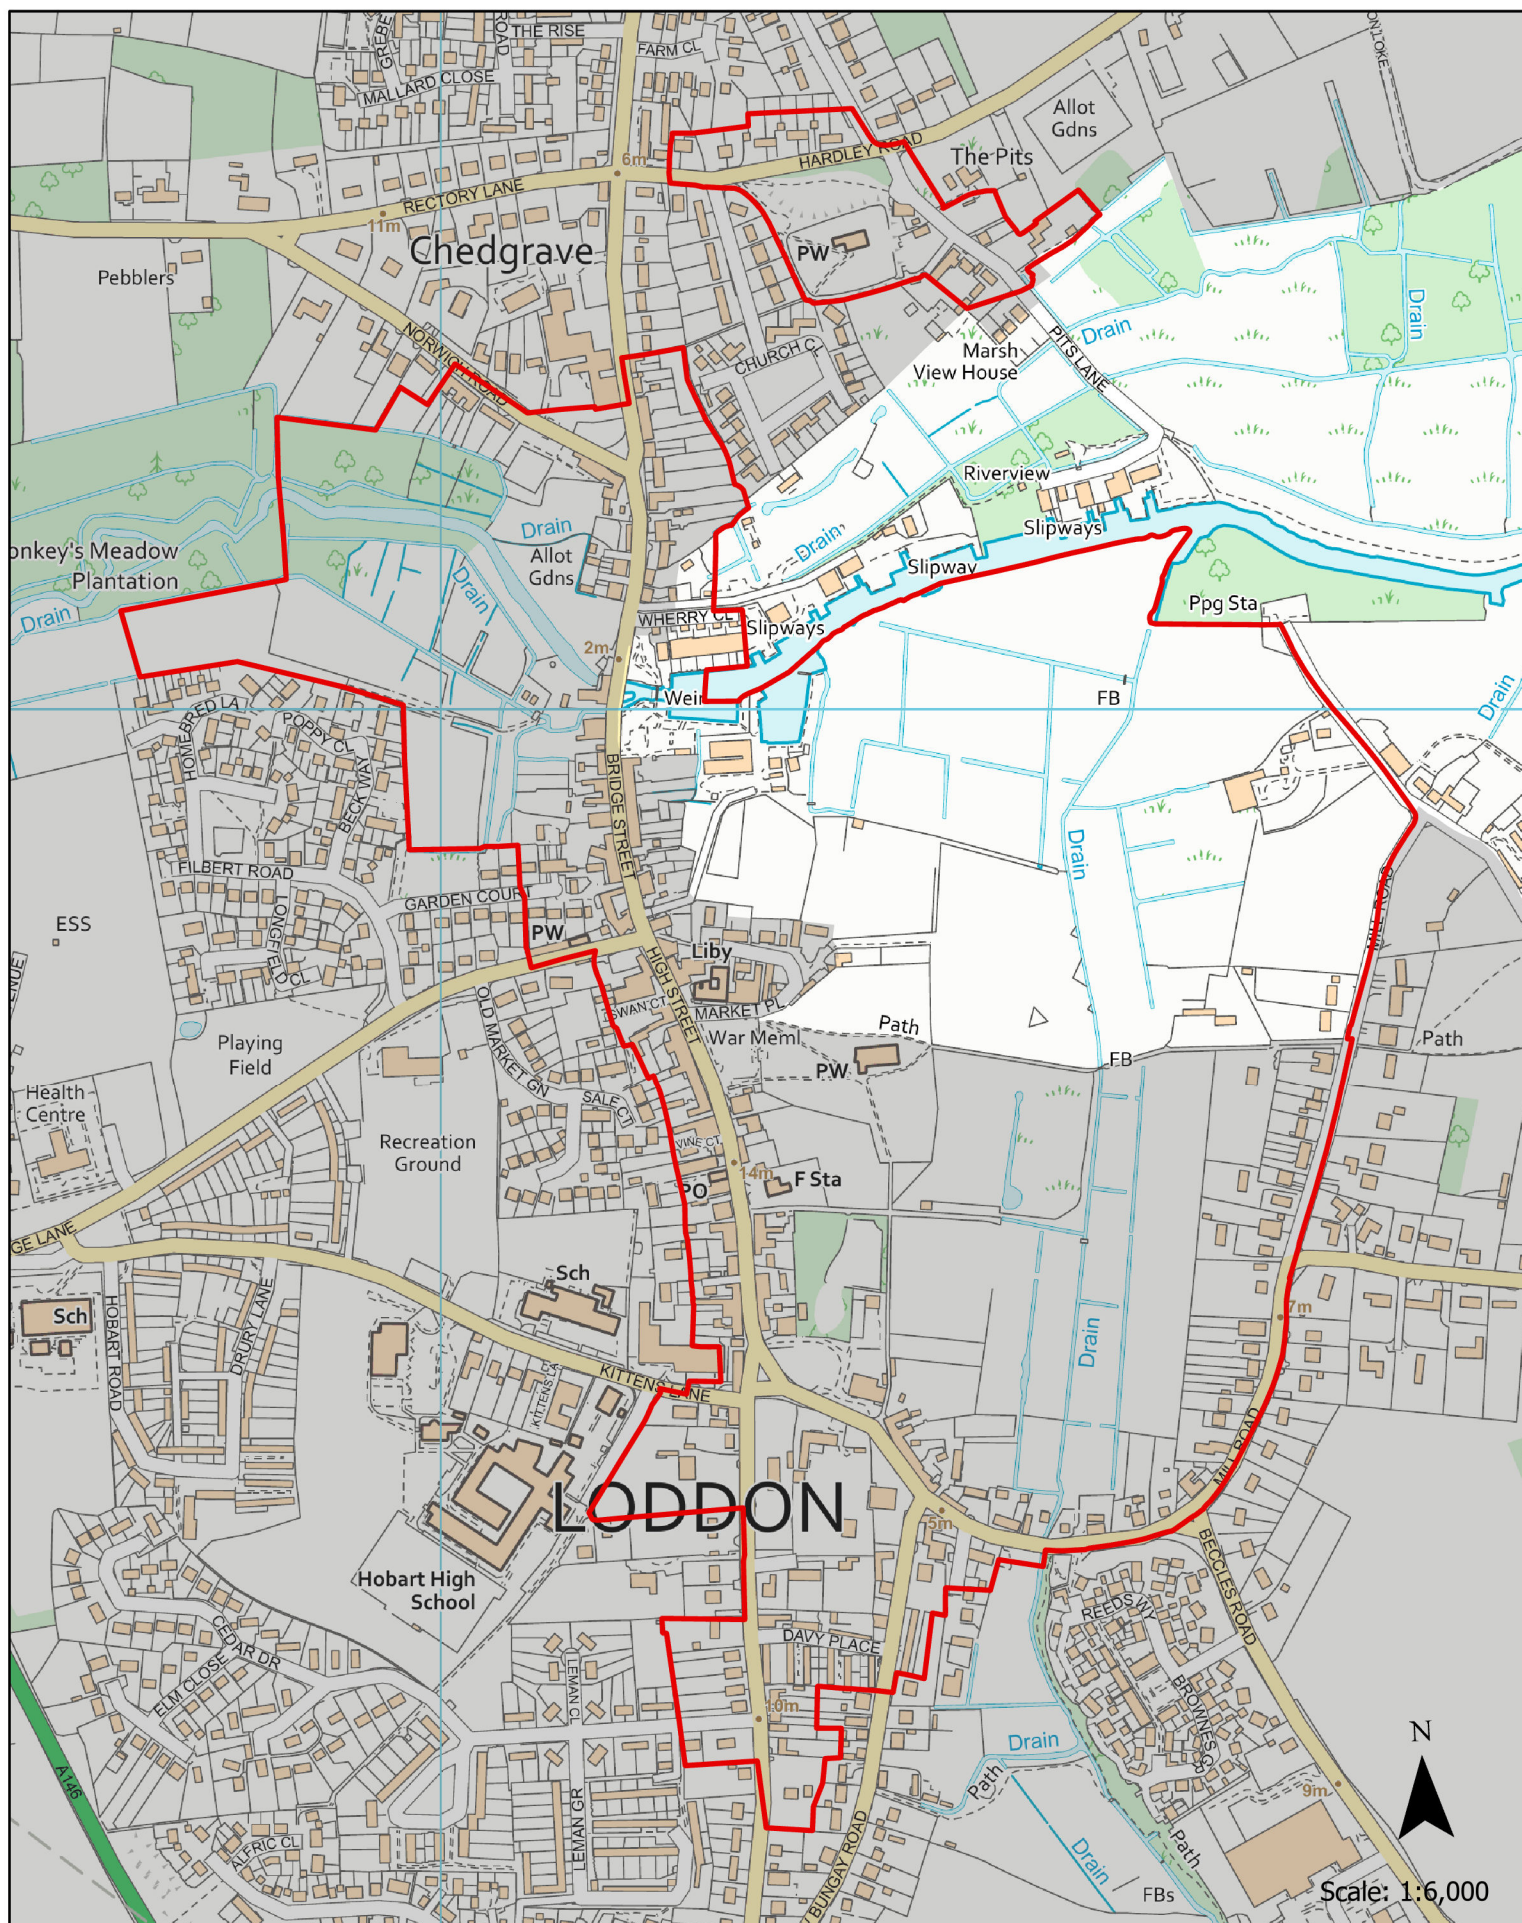 THE RISE
FARM CL
GREBE
ROAD
MALLARD CLOSE
Allot
Gdns
HARDLEY ROAD
The Pits
6m
RECTORY LANE
11m
Chedgrave
PW
Pebblers
Drain
Drain
PITS LANE
Marsh
View House
NORWICH ROAD
CHURCH CL
Riverview
Drain
Slipways
Drain
Allot
Gdns
onkey's Meadow
Plantation
Drain
Drain
Slipway
Ppg Sta
WHERRY CL
Slipways
2m
Weir
FB
Drain
HOMEBRED LA
POPPY CL
BECK WAY
BRIDGE STREET
FILBERT ROAD
Drain
GARDEN COURT
LONGFIELD CL
ESS
PW
MILL ROAD
Liby
HIGH STREET
ENUE
OLD MARKET GN
SWAN CT
MARKET PL
Path
War Meml
Path
Playing
Field
PW
FB
Health
Centre
SALE CT
Recreation
Ground
VINE CT
14m
F Sta
PO
GE LANE
Sch
Sch
HOBART ROAD
DRURY LANE
7m
Drain
KITTENS LANE
KITTENS LA
MILL ROAD
LODDON
5m
Hobart High
School
BECCLES ROAD
REEDS WY
CEDAR DR
DAVY PLACE
ELM CLOSE
LEMAN CL
BROWNES GR
10m
Drain
N
A146
Path
9m
LEMAN GR
BUNGAY ROAD
ALFRIC CL
Drain
Path
FBs
Scale: 1:6,000